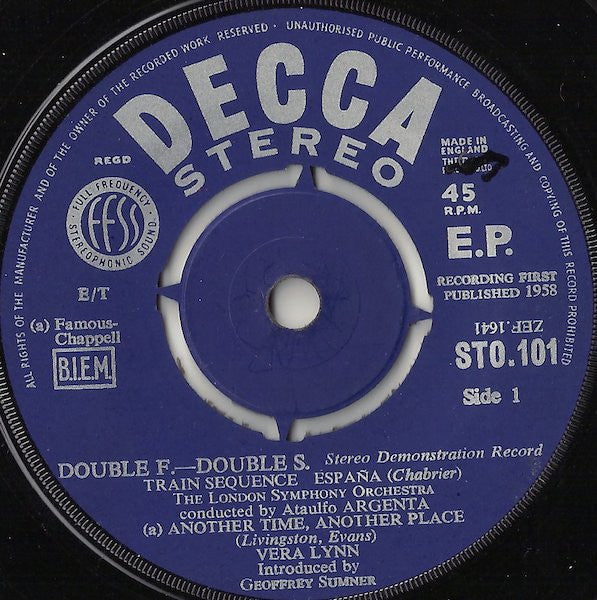 ALL RIGHTS OF THE MANUFACTURER AND OF THE OWNER OF THE RECORDED WORK RESERVED · UNAUTHORISED PUBLIC PERFORMANCE BROADCASTING AND COPYING OF THIS RECORD PROHIBITED
DECCA
STEREO
REGD
MADE IN
ENGLAND
LTD
FULL FREQUENCY
FFSS
STEREOPHONIC SOUND
45
R.P.M.
E.P.
RECORDING FIRST
PUBLISHED 1958
E/T
(a) Famous-
Chappell
B.I.E.M.
ZEF.1641
STO.101
Side 1
DOUBLE F.—DOUBLE S. Stereo Demonstration Record
TRAIN SEQUENCE ESPAÑA (Chabrier)
THE LONDON SYMPHONY ORCHESTRA
conducted by Ataulfo ARGENTA
(a) ANOTHER TIME, ANOTHER PLACE
(Livingston, Evans)
VERA LYNN
Introduced by
GEOFFREY SUMNER